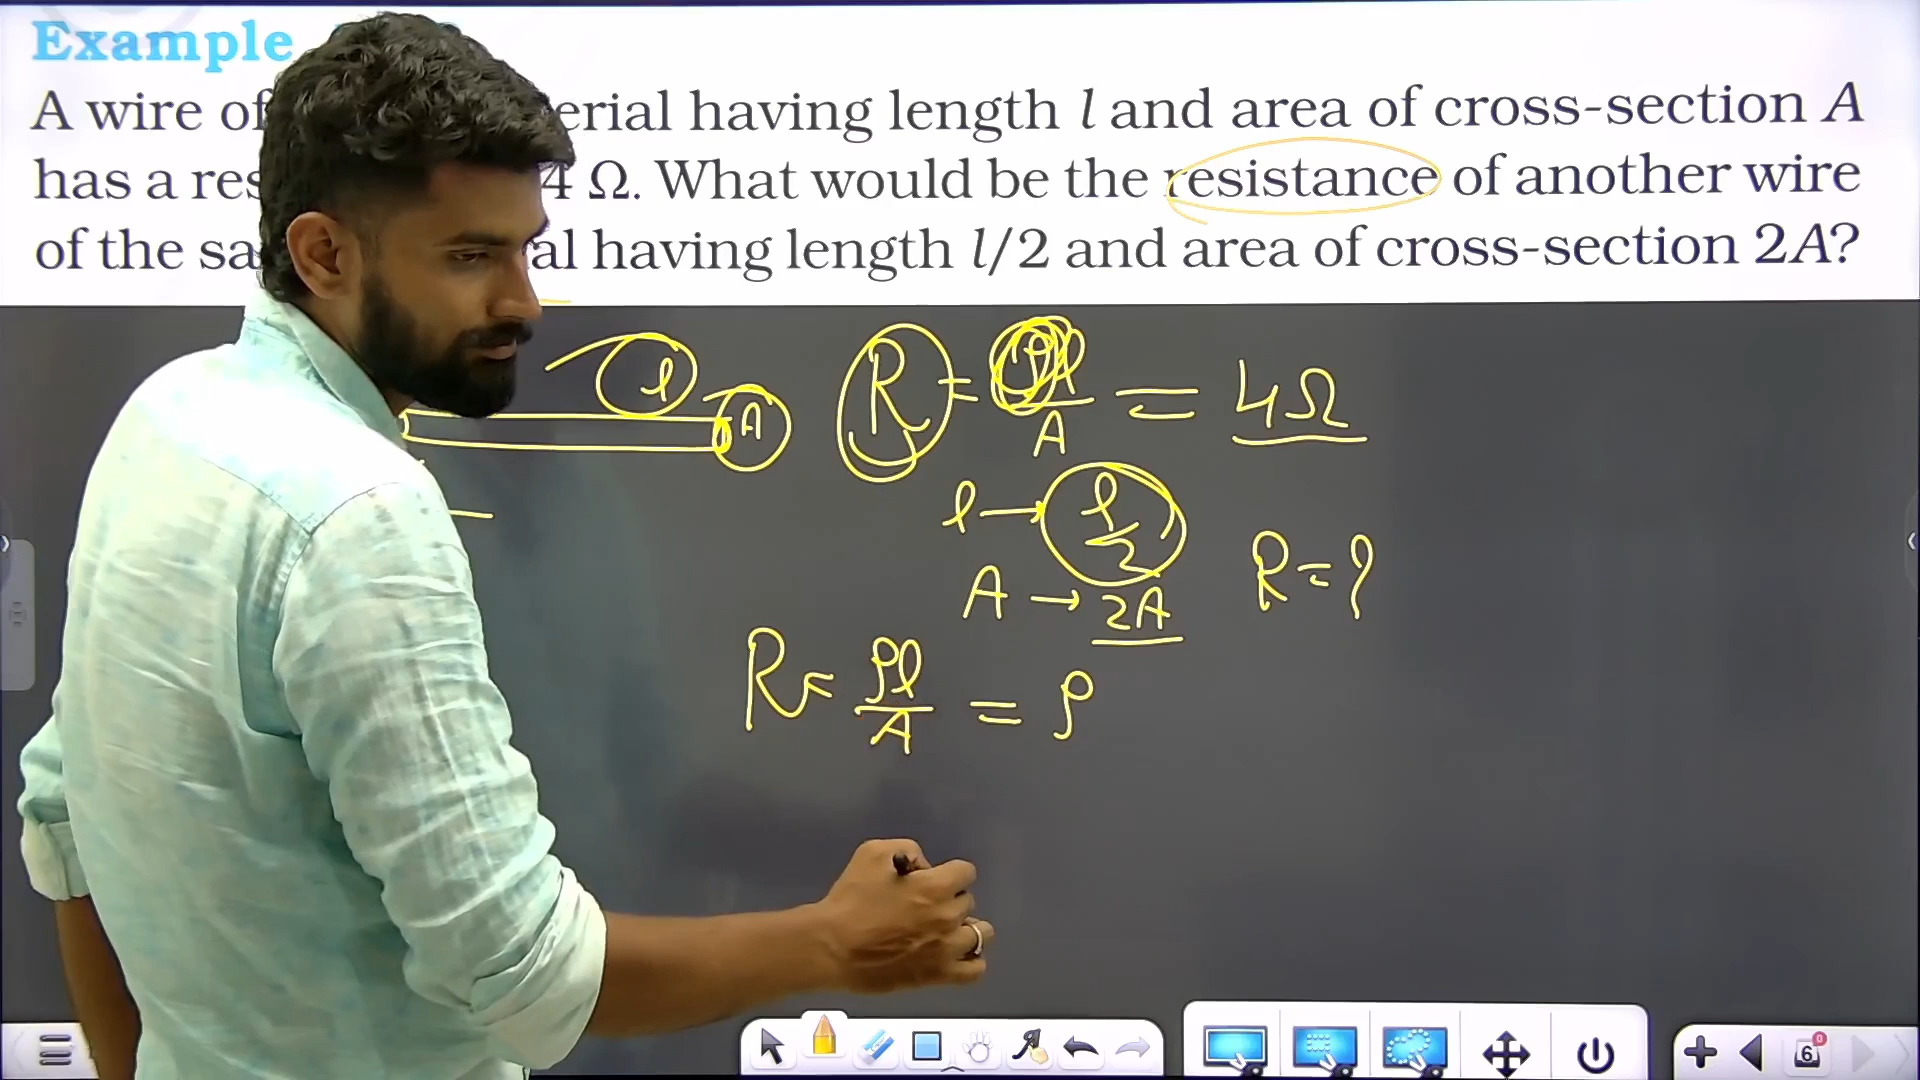 Example
A wire of erial having length l and area of cross-section A
has a res 4 Ω. What would be the resistance of another wire
of the sa al having length l/2 and area of cross-section 2A?
l
A
R = ρl/A = 4Ω
l → l/2
A → 2A
R = ?
R = ρl/A = ρ
6
0